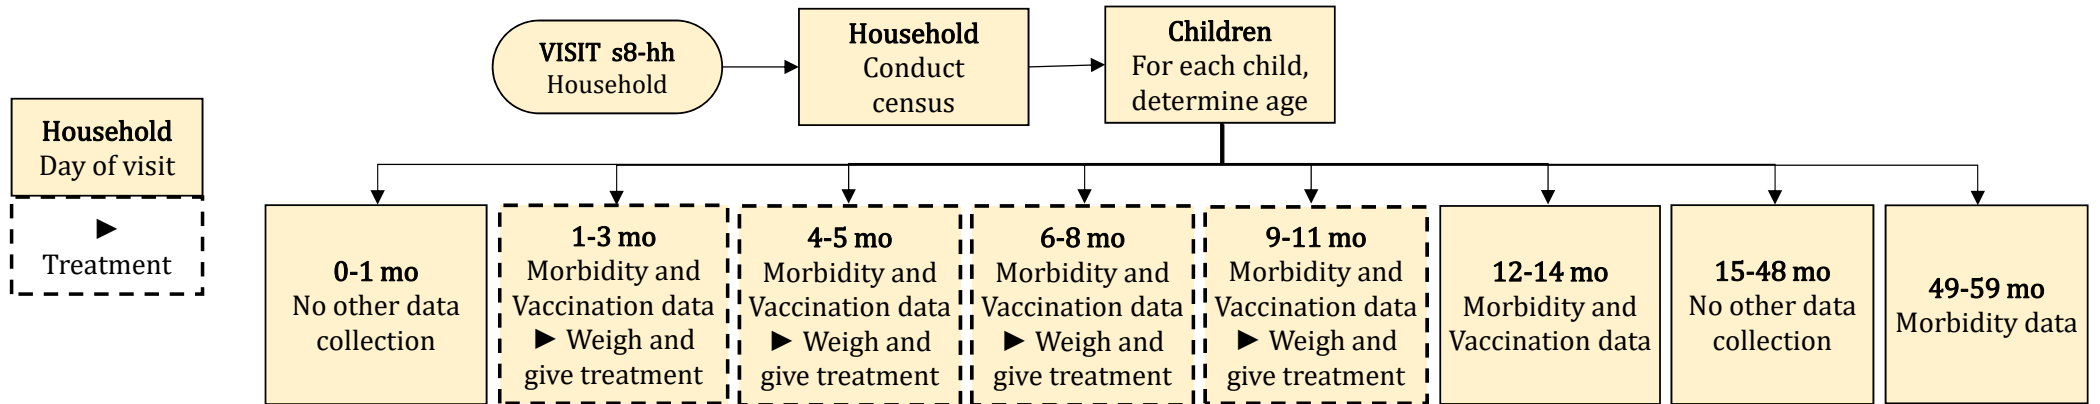 VISIT s8-hh
Household
Household
Conduct
census
Children
For each child,
determine age
Household
Day of visit
►
Treatment
0-1 mo
No other data
collection
1-3 mo
Morbidity and
Vaccination data
► Weigh and
give treatment
4-5 mo
Morbidity and
Vaccination data
► Weigh and
give treatment
6-8 mo
Morbidity and
Vaccination data
► Weigh and
give treatment
9-11 mo
Morbidity and
Vaccination data
► Weigh and
give treatment
12-14 mo
Morbidity and
Vaccination data
15-48 mo
No other data
collection
49-59 mo
Morbidity data